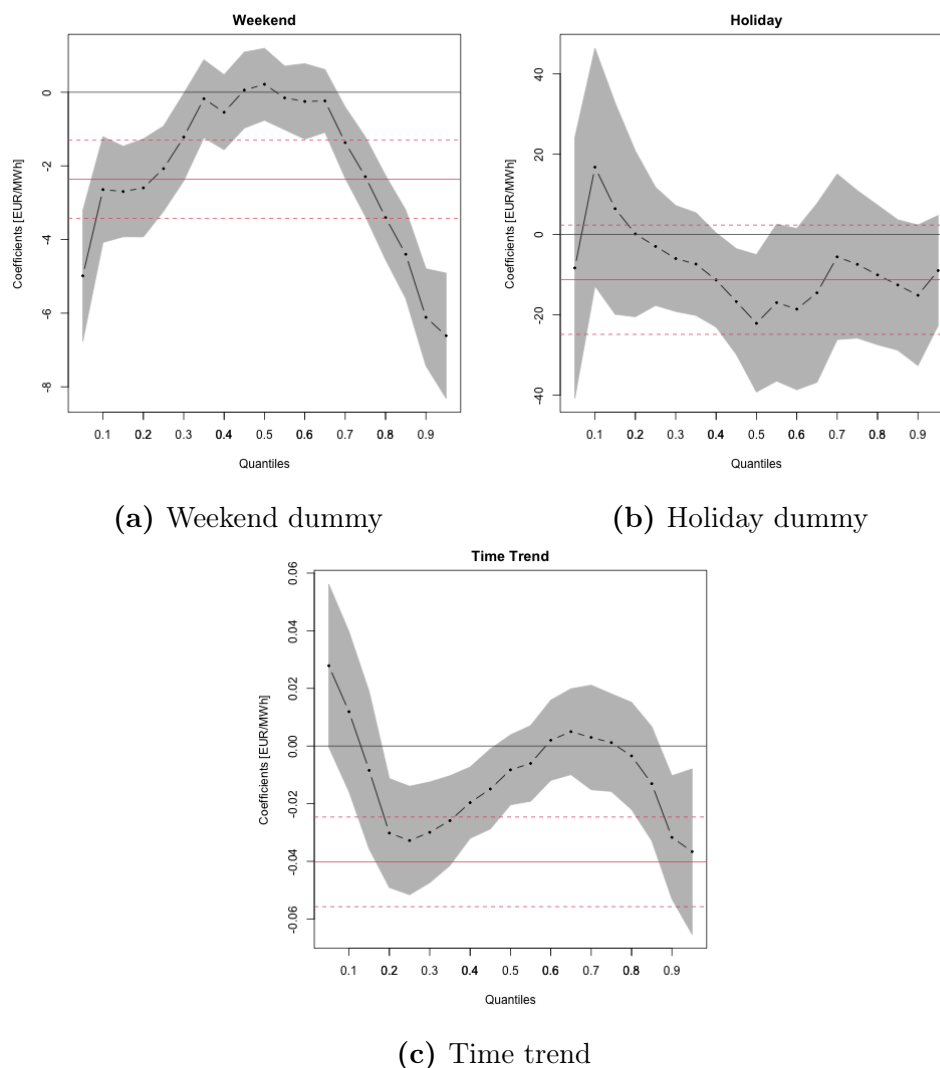 Weekend
Coefficients [EUR/MWh]
0
-2
-4
-6
-8
0.1 0.2 0.3 0.4 0.5 0.6 0.7 0.8 0.9
Quantiles
(a) Weekend dummy
Holiday
Coefficients [EUR/MWh]
40
20
0
-20
-40
0.1 0.2 0.3 0.4 0.5 0.6 0.7 0.8 0.9
Quantiles
(b) Holiday dummy
Time Trend
Coefficients [EUR/MWh]
0.06
0.04
0.02
0.00
-0.02
-0.04
-0.06
0.1 0.2 0.3 0.4 0.5 0.6 0.7 0.8 0.9
Quantiles
(c) Time trend